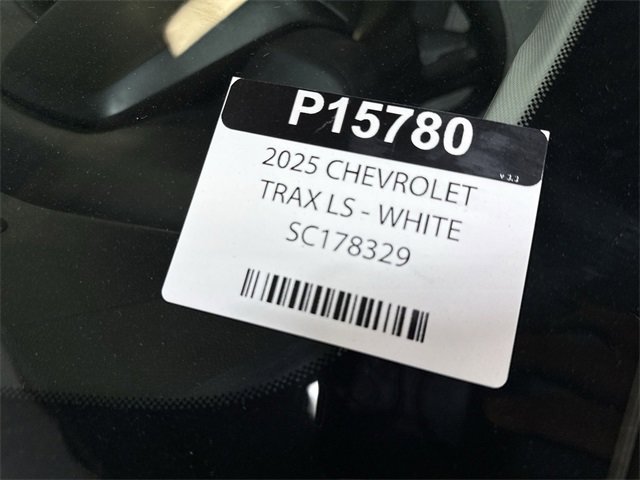 P15780
v 3.3
2025 CHEVROLET
TRAX LS - WHITE
SC178329